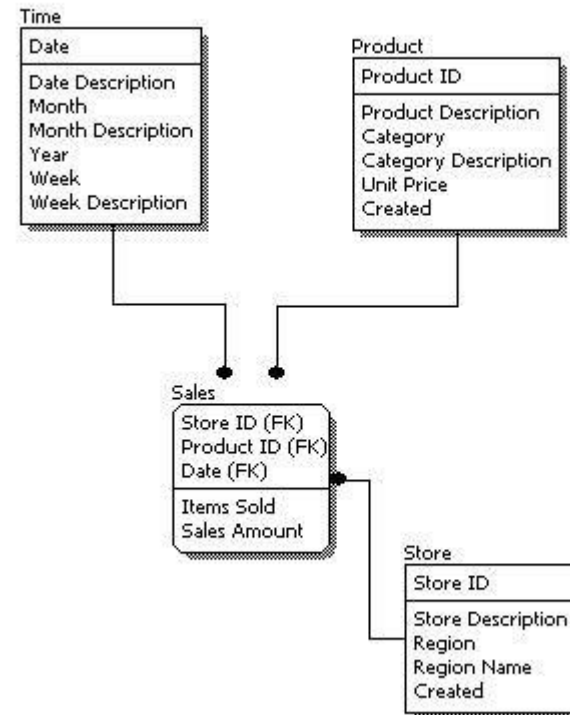 Time
Date
Date Description
Month
Month Description
Year
Week
Week Description
Product
Product ID
Product Description
Category
Category Description
Unit Price
Created
Sales
Store ID (FK)
Product ID (FK)
Date (FK)
Items Sold
Sales Amount
Store
Store ID
Store Description
Region
Region Name
Created